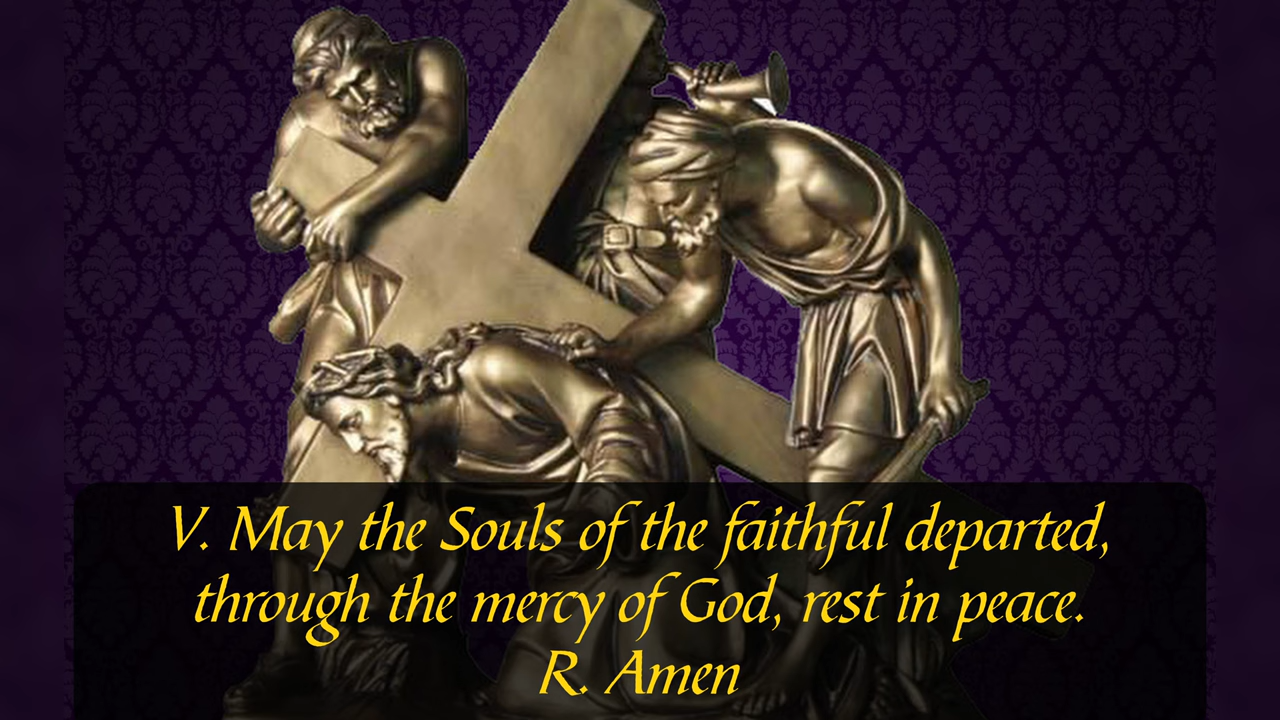 V. May the Souls of the faithful departed,
through the mercy of God, rest in peace.
R. Amen